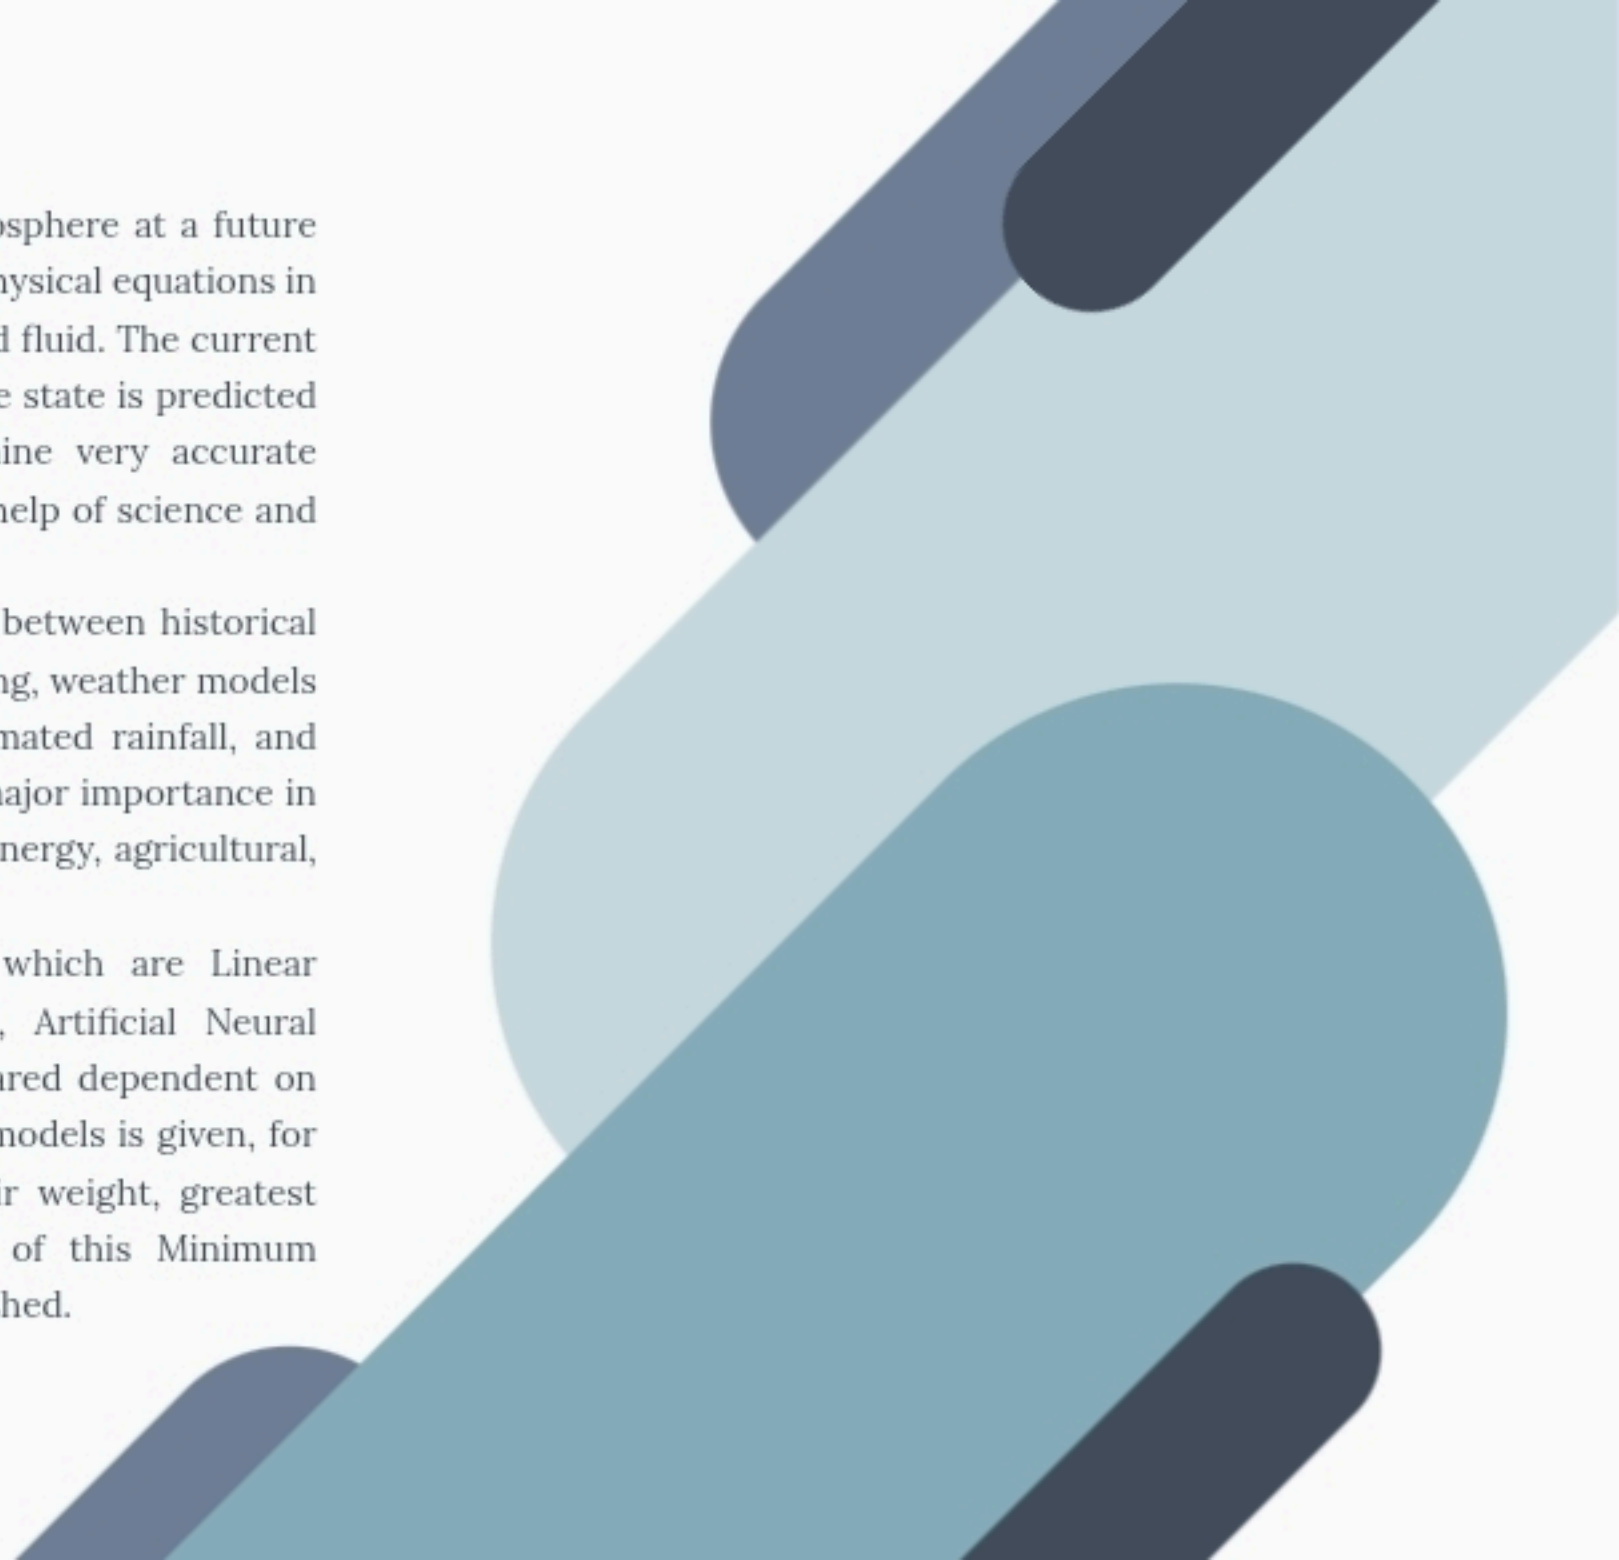 osphere at a future
hysical equations in
d fluid. The current
e state is predicted
ine very accurate
help of science and
between historical
ng, weather models
mated rainfall, and
najor importance in
nergy, agricultural,
which are Linear
, Artificial Neural
ared dependent on
models is given, for
ir weight, greatest
of this Minimum
hed.